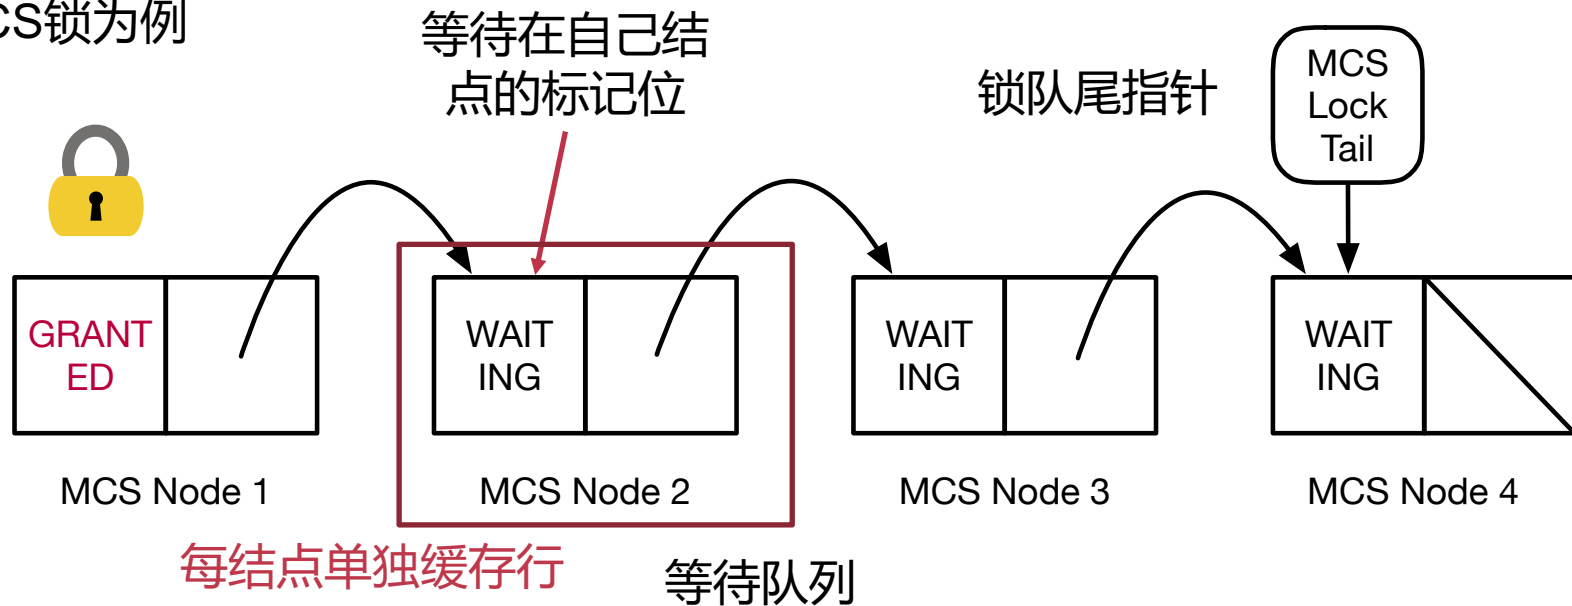 CS锁为例
等待在自己结
点的标记位
锁队尾指针
MCS
Lock
Tail
GRANT
ED
WAIT
ING
WAIT
ING
WAIT
ING
MCS Node 1
MCS Node 2
MCS Node 3
MCS Node 4
每结点单独缓存行
等待队列